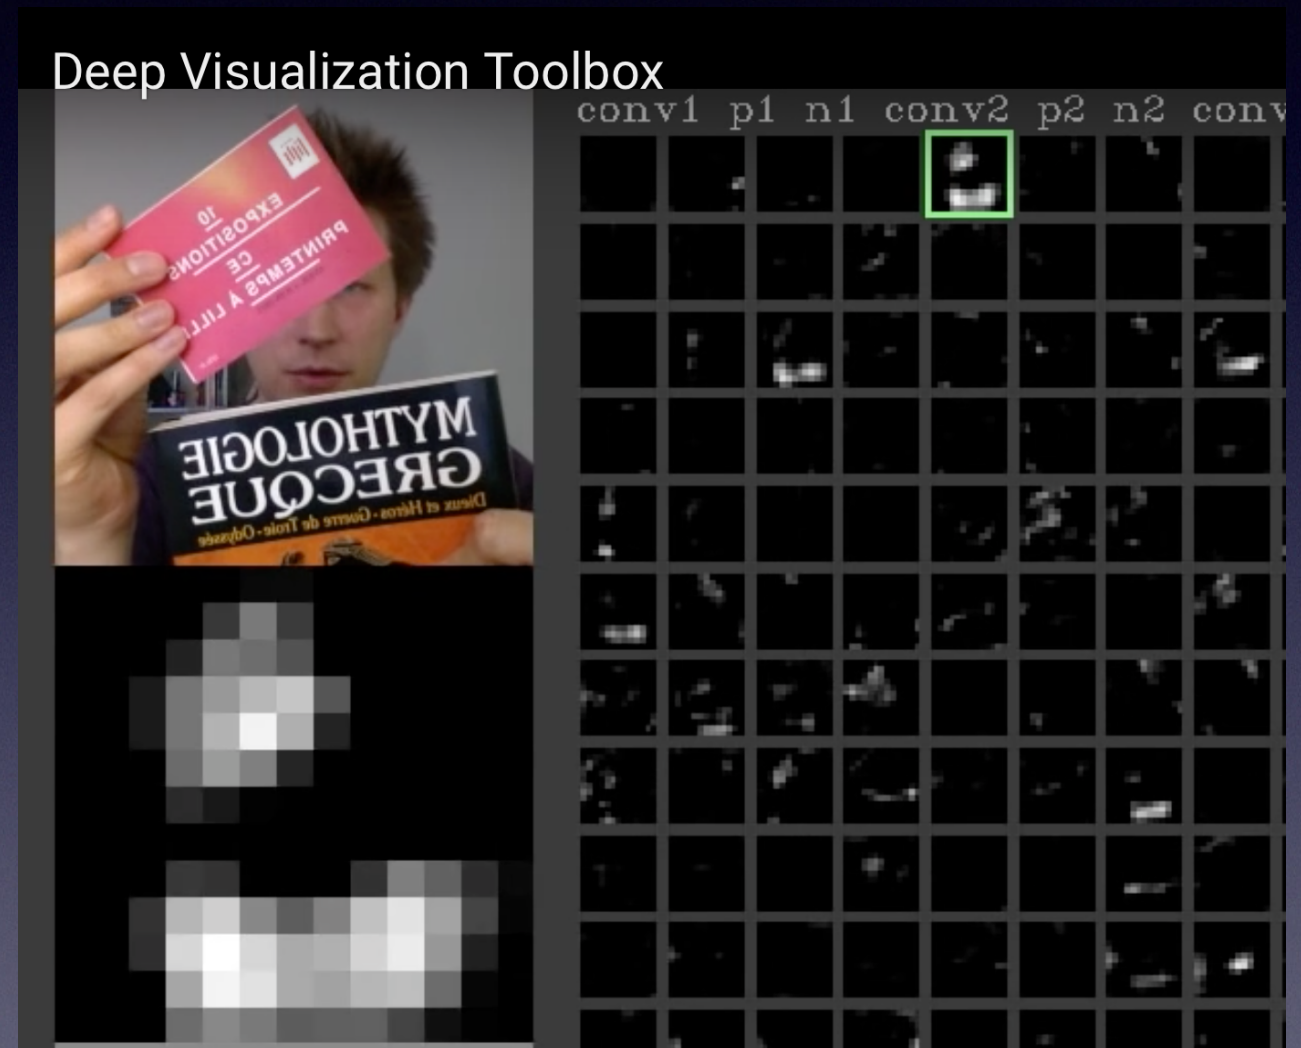 Deep Visualization Toolbox
conv1 p1 n1 conv2 p2 n2 conv
10
EXPOSITIONS
CE
PRINTEMPS À LILL
MYTHOLOGIE
GRECQUE
Dieux et Héros · Guerre de Troie · Odyssée